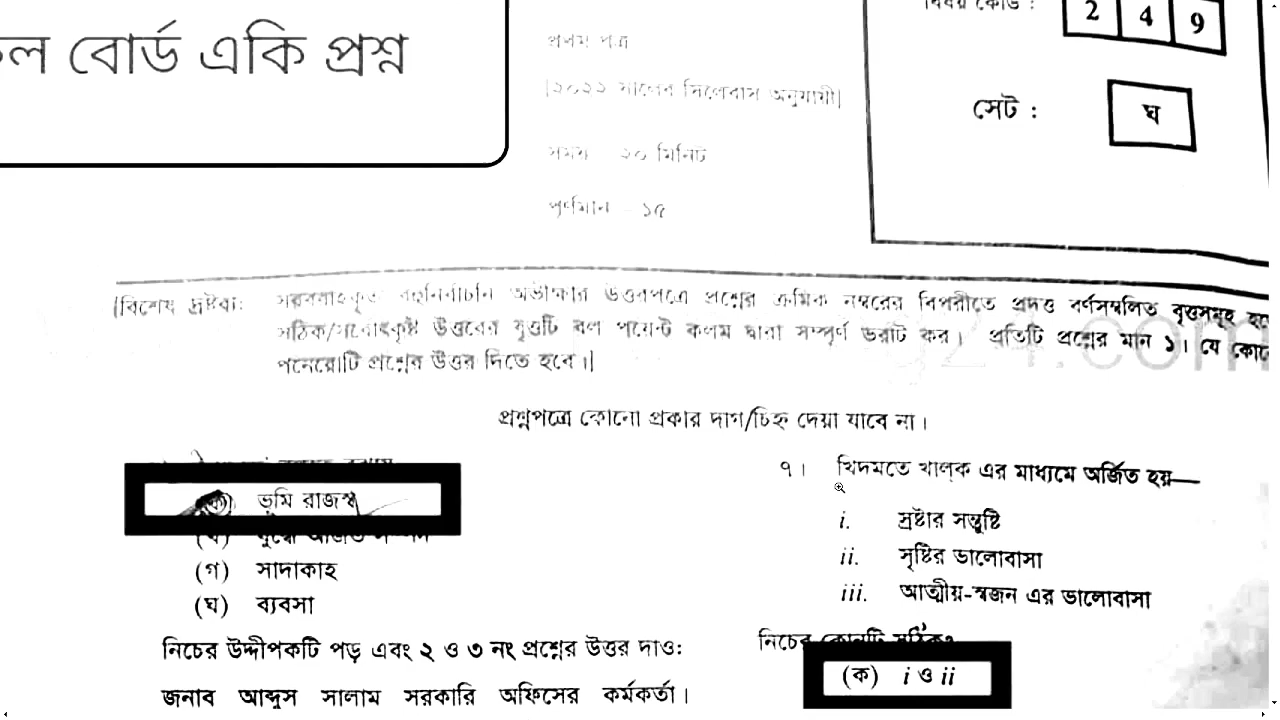 বোর্ড একি প্রশ্ন
বিষয় কোড :
2 4 9
প্রথম পত্র
[২০২২ সালের সিলেবাস অনুযায়ী]
সেট : ঘ
সময় - ২০ মিনিট
পূর্ণমান - ১৫
[বিশেষ দ্রষ্টব্য: সরবরাহকৃত বহুনির্বাচনি অভীক্ষার উত্তরপত্রে প্রশ্নের ক্রমিক নম্বরের বিপরীতে প্রদত্ত বর্ণসম্বলিত বৃত্তসমূহ
সঠিক/সর্বোৎকৃষ্ট উত্তরের বৃত্তটি বল পয়েন্ট কলম দ্বারা সম্পূর্ণ ভরাট কর। প্রতিটি প্রশ্নের মান ১। যে
পনেরোটি প্রশ্নের উত্তর দিতে হবে।]
প্রশ্নপত্রে কোনো প্রকার দাগ/চিহ্ন দেয়া যাবে না।
(ক) ভূমি রাজস্ব
(গ) সাদাকাহ
(ঘ) ব্যবসা
নিচের উদ্দীপকটি পড় এবং ২ ও ৩ নং প্রশ্নের উত্তর দাও:
জনাব আব্দুস সালাম সরকারি অফিসের কর্মকর্তা।
৭। খিদমতে খাল্‌ক এর মাধ্যমে অর্জিত হয়—
i. স্রষ্টার সন্তুষ্টি
ii. সৃষ্টির ভালোবাসা
iii. আত্মীয়-স্বজন এর ভালোবাসা
নিচের কোনটি সঠিক?
(ক) i ও ii